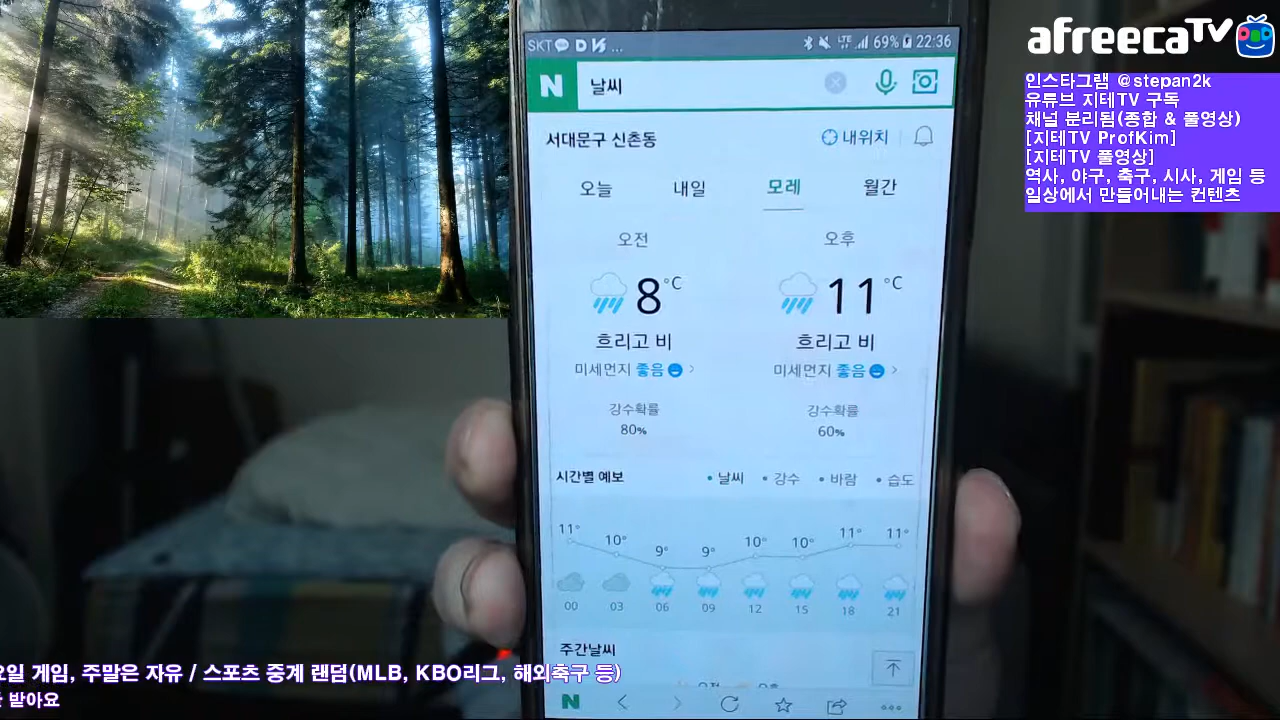 SKT ... LTE 69% 22:36
afreecaTV
N 날씨
인스타그램 @stepan2k
유튜브 지테TV 구독
채널 분리됨(종합 & 풀영상)
[지테TV ProfKim]
[지테TV 풀영상]
역사, 야구, 축구, 시사, 게임 등
일상에서 만들어내는 컨텐츠
서대문구 신촌동 내위치
오늘 내일 모레 월간
오전 오후
8°C 11°C
흐리고 비 흐리고 비
미세먼지 좋음 > 미세먼지 좋음 >
강수확률 강수확률
80% 60%
시간별 예보 • 날씨 • 강수 • 바람 • 습도
11° 10° 9° 9° 10° 10° 11° 11°
00 03 06 09 12 15 18 21
주간날씨
오전 오후
N
게임, 주말은 자유 / 스포츠 중계 랜덤(MLB, KBO리그, 해외축구 등)
받아요